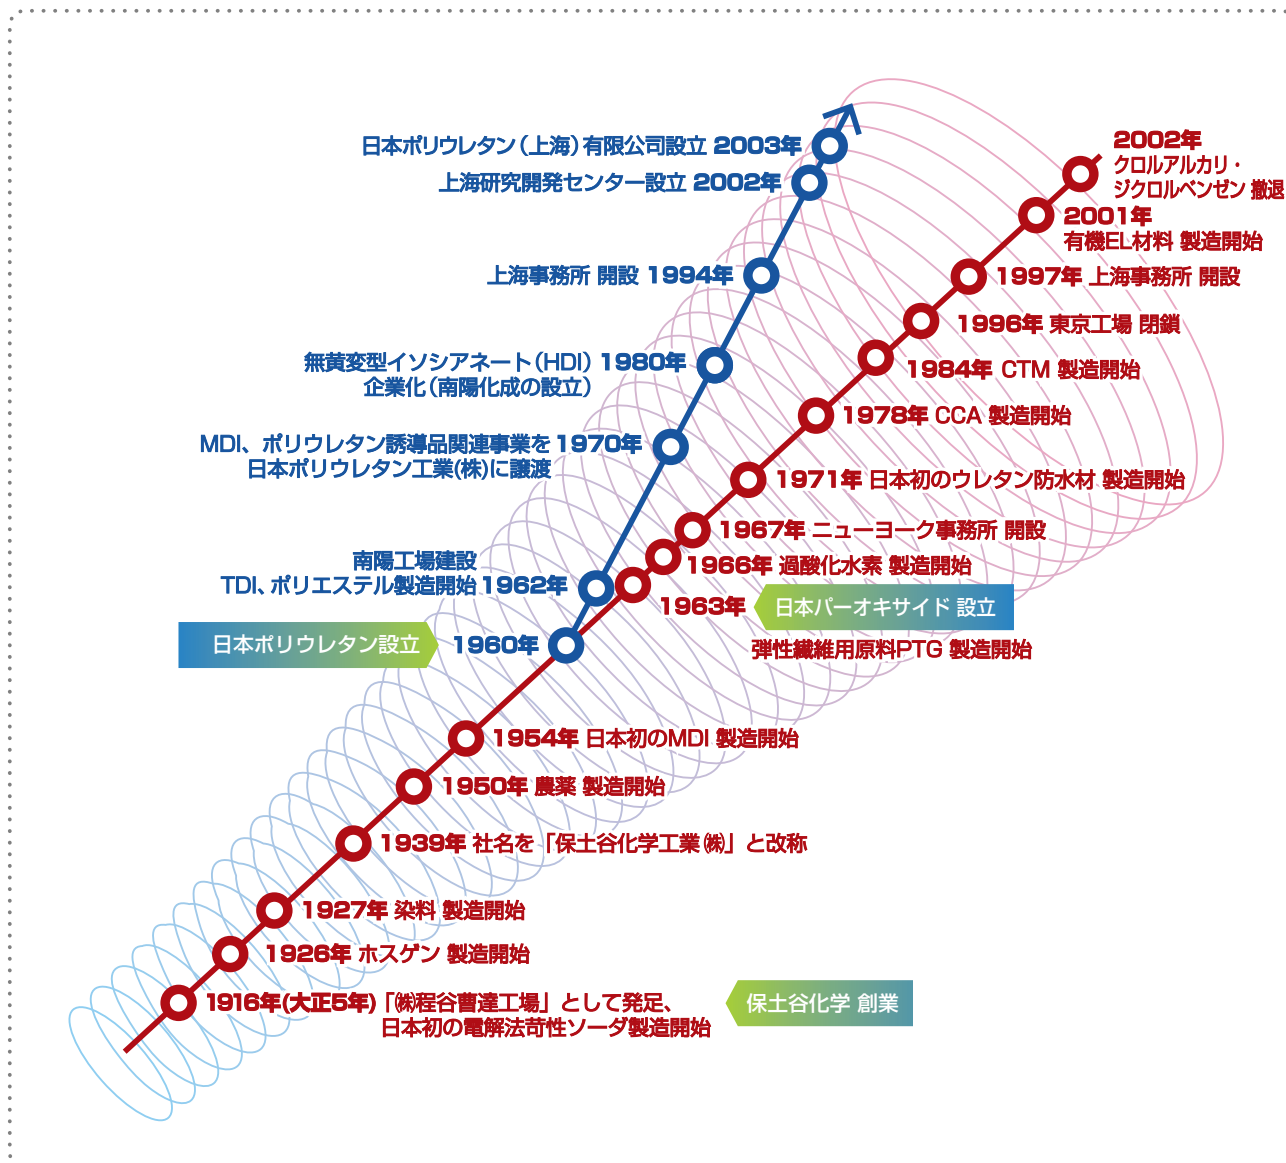 日本ポリウレタン（上海）有限公司設立 2003年
上海研究開発センター設立 2002年
上海事務所 開設 1994年
無黄変型イソシアネート（HDI） 1980年
企業化（南陽化成の設立）
MDI、ポリウレタン誘導品関連事業を 1970年
日本ポリウレタン工業(株)に譲渡
南陽工場建設
TDI、ポリエステル製造開始 1962年
日本ポリウレタン設立 1960年
2002年
クロルアルカリ・
ジクロルベンゼン 撤退
2001年
有機EL材料 製造開始
1997年 上海事務所 開設
1996年 東京工場 閉鎖
1984年 CTM 製造開始
1978年 CCA 製造開始
1971年 日本初のウレタン防水材 製造開始
1967年 ニューヨーク事務所 開設
1966年 過酸化水素 製造開始
1963年 日本パーオキサイド 設立
弾性繊維用原料PTG 製造開始
1954年 日本初のMDI 製造開始
1950年 農薬 製造開始
1939年 社名を「保土谷化学工業㈱」と改称
1927年 染料 製造開始
1926年 ホスゲン 製造開始
1916年(大正5年)「㈱程谷曹達工場」として発足、
日本初の電解法苛性ソーダ製造開始
保土谷化学 創業